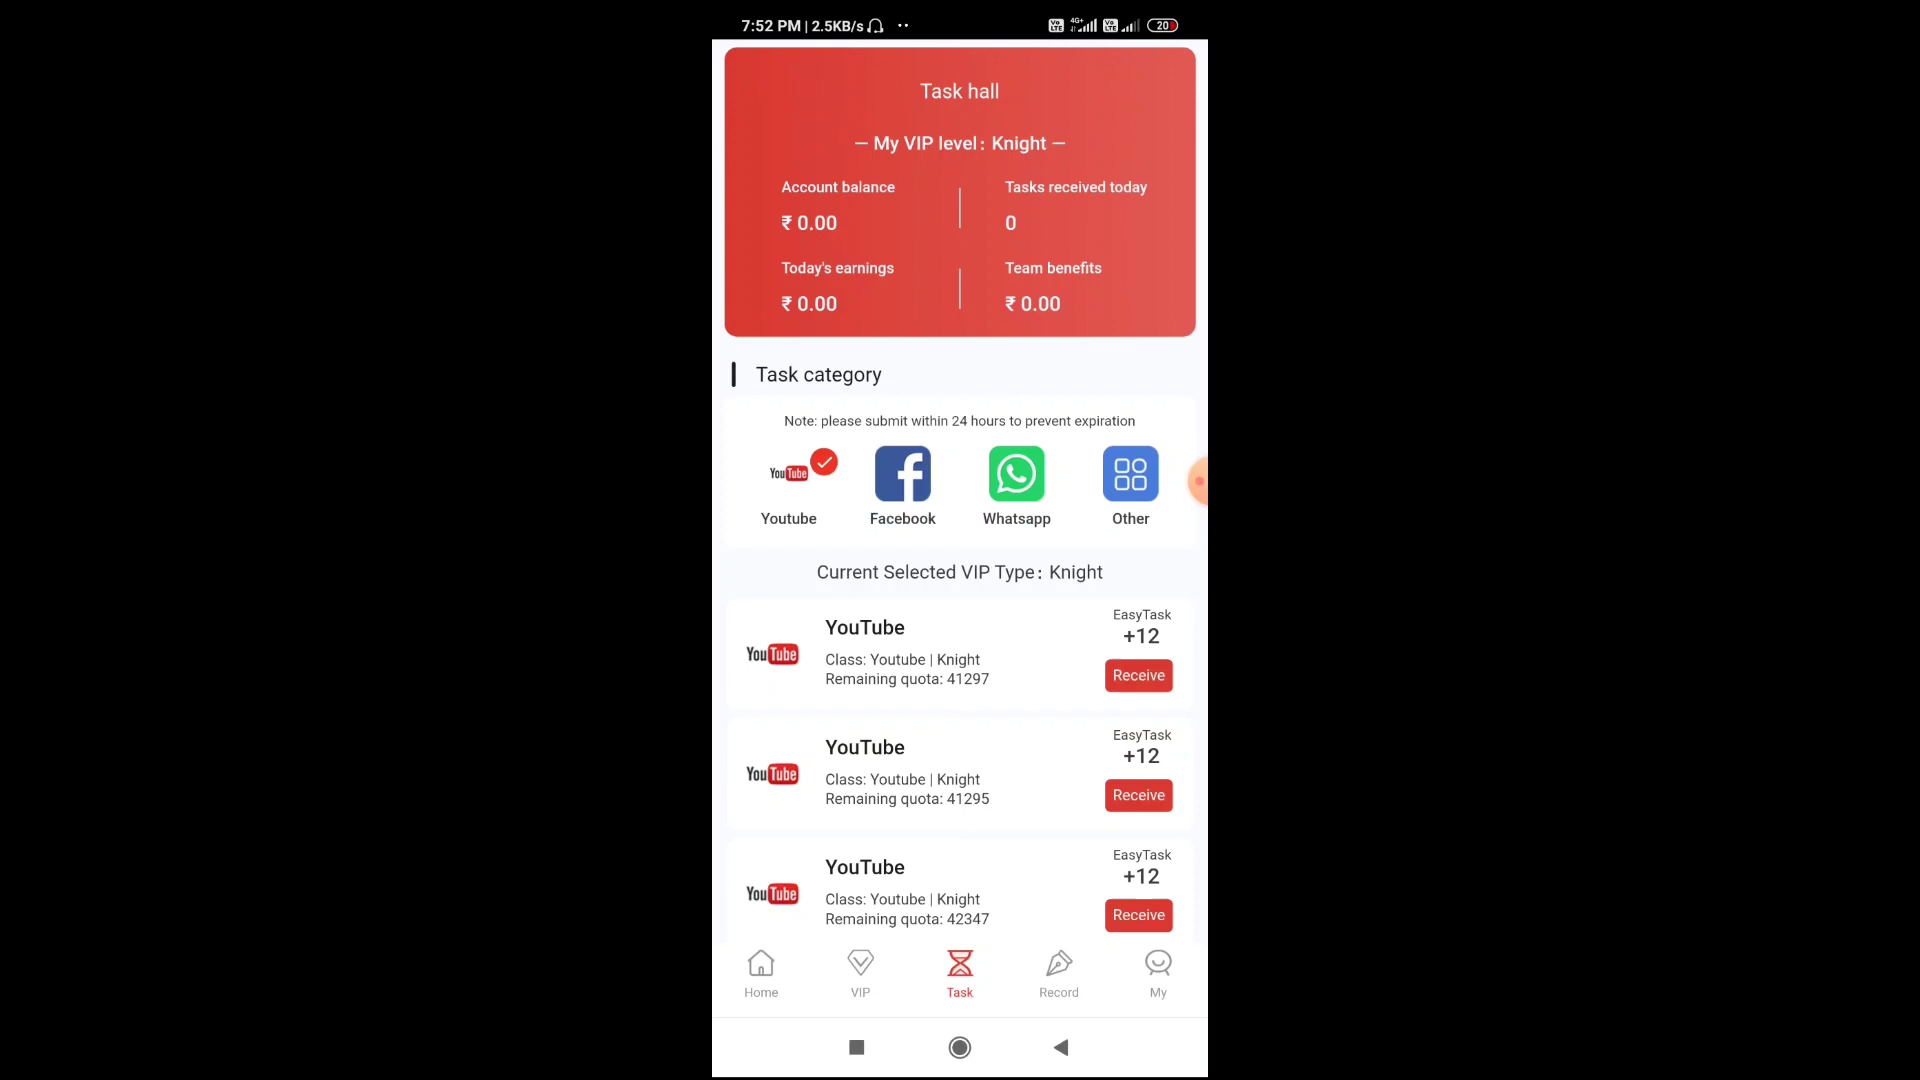 7:52 PM | 2.5KB/s
4G+
20
Task hall
— My VIP level: Knight —
Account balance
Tasks received today
₹ 0.00
0
Today's earnings
Team benefits
₹ 0.00
₹ 0.00
Task category
Note: please submit within 24 hours to prevent expiration
YouTube
Youtube
Facebook
Whatsapp
Other
Current Selected VIP Type: Knight
YouTube
YouTube
Class: Youtube | Knight
Remaining quota: 41297
EasyTask
+12
Receive
YouTube
YouTube
Class: Youtube | Knight
Remaining quota: 41295
EasyTask
+12
Receive
YouTube
YouTube
Class: Youtube | Knight
Remaining quota: 42347
EasyTask
+12
Receive
Home
VIP
Task
Record
My